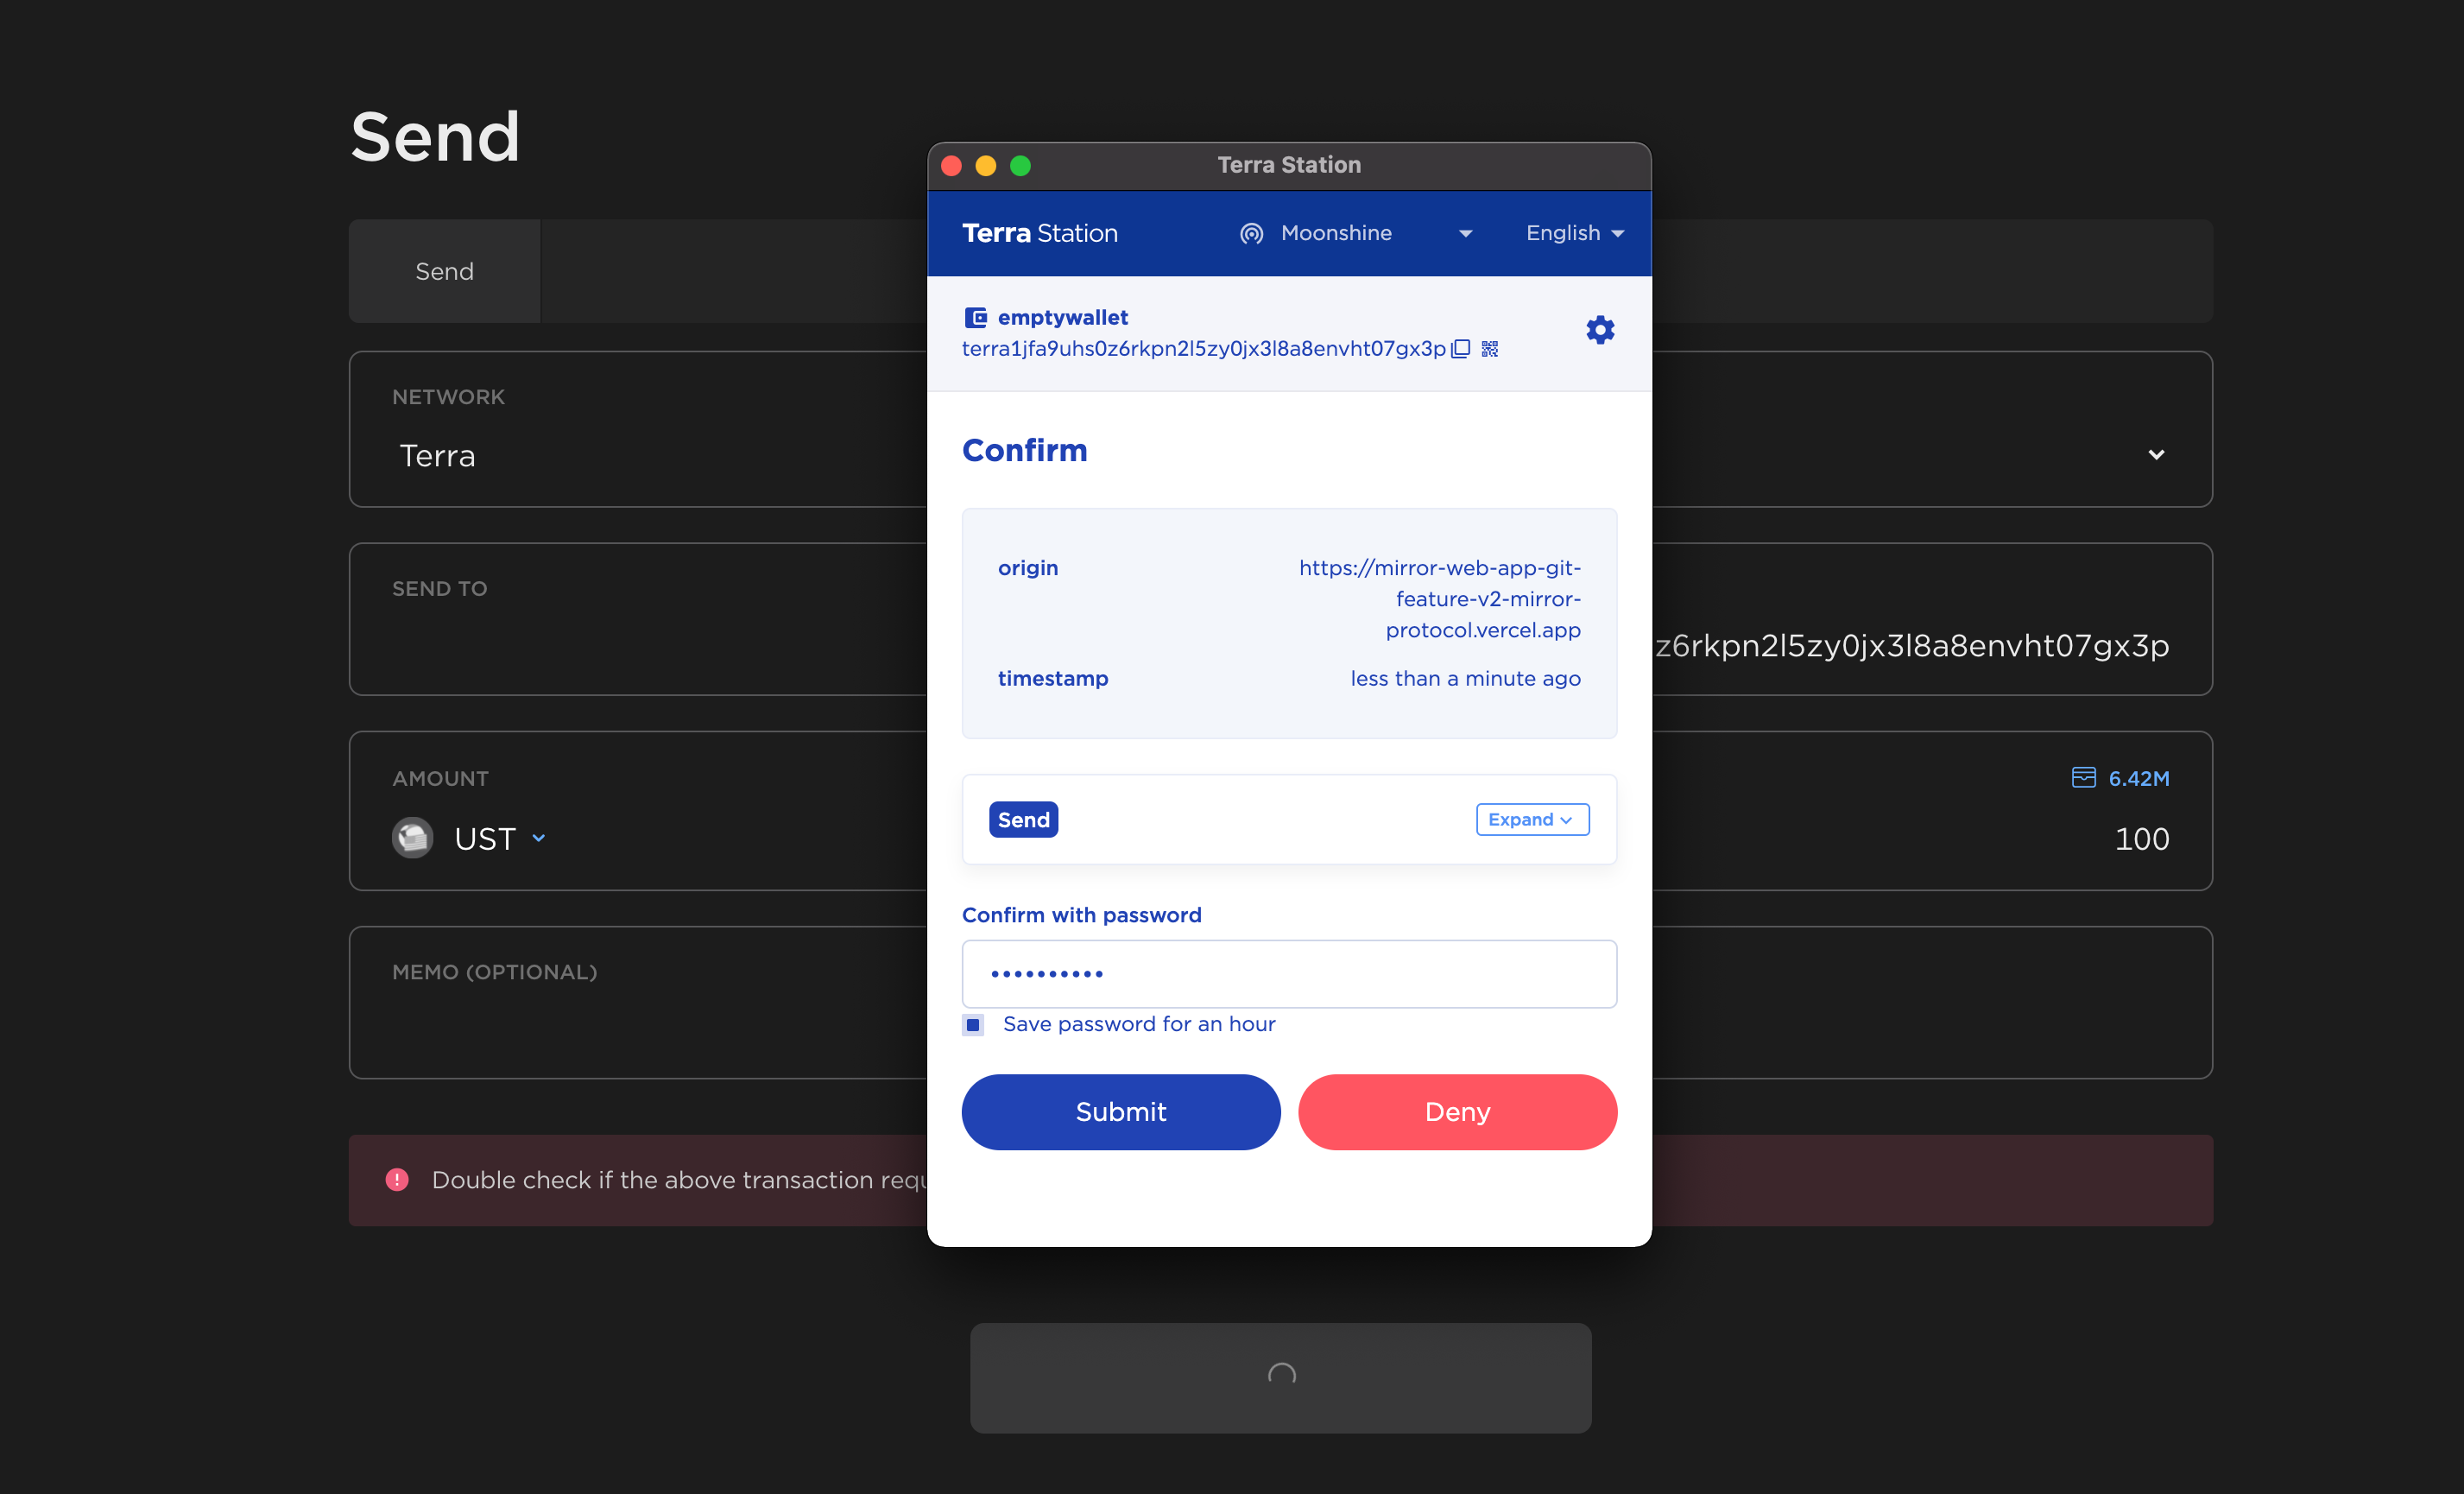 Send
Send
NETWORK
Terra
SEND TO
z6rkpn2l5zy0jx3l8a8envht07gx3p
AMOUNT
6.42M
UST
100
MEMO (OPTIONAL)
Double check if the above transaction requ
Terra Station
Terra Station
Moonshine
English
emptywallet
terra1jfa9uhs0z6rkpn2l5zy0jx3l8a8envht07gx3p
Confirm
origin
https://mirror-web-app-git-
feature-v2-mirror-
protocol.vercel.app
timestamp
less than a minute ago
Send
Expand
Confirm with password
••••••••••
Save password for an hour
Submit
Deny